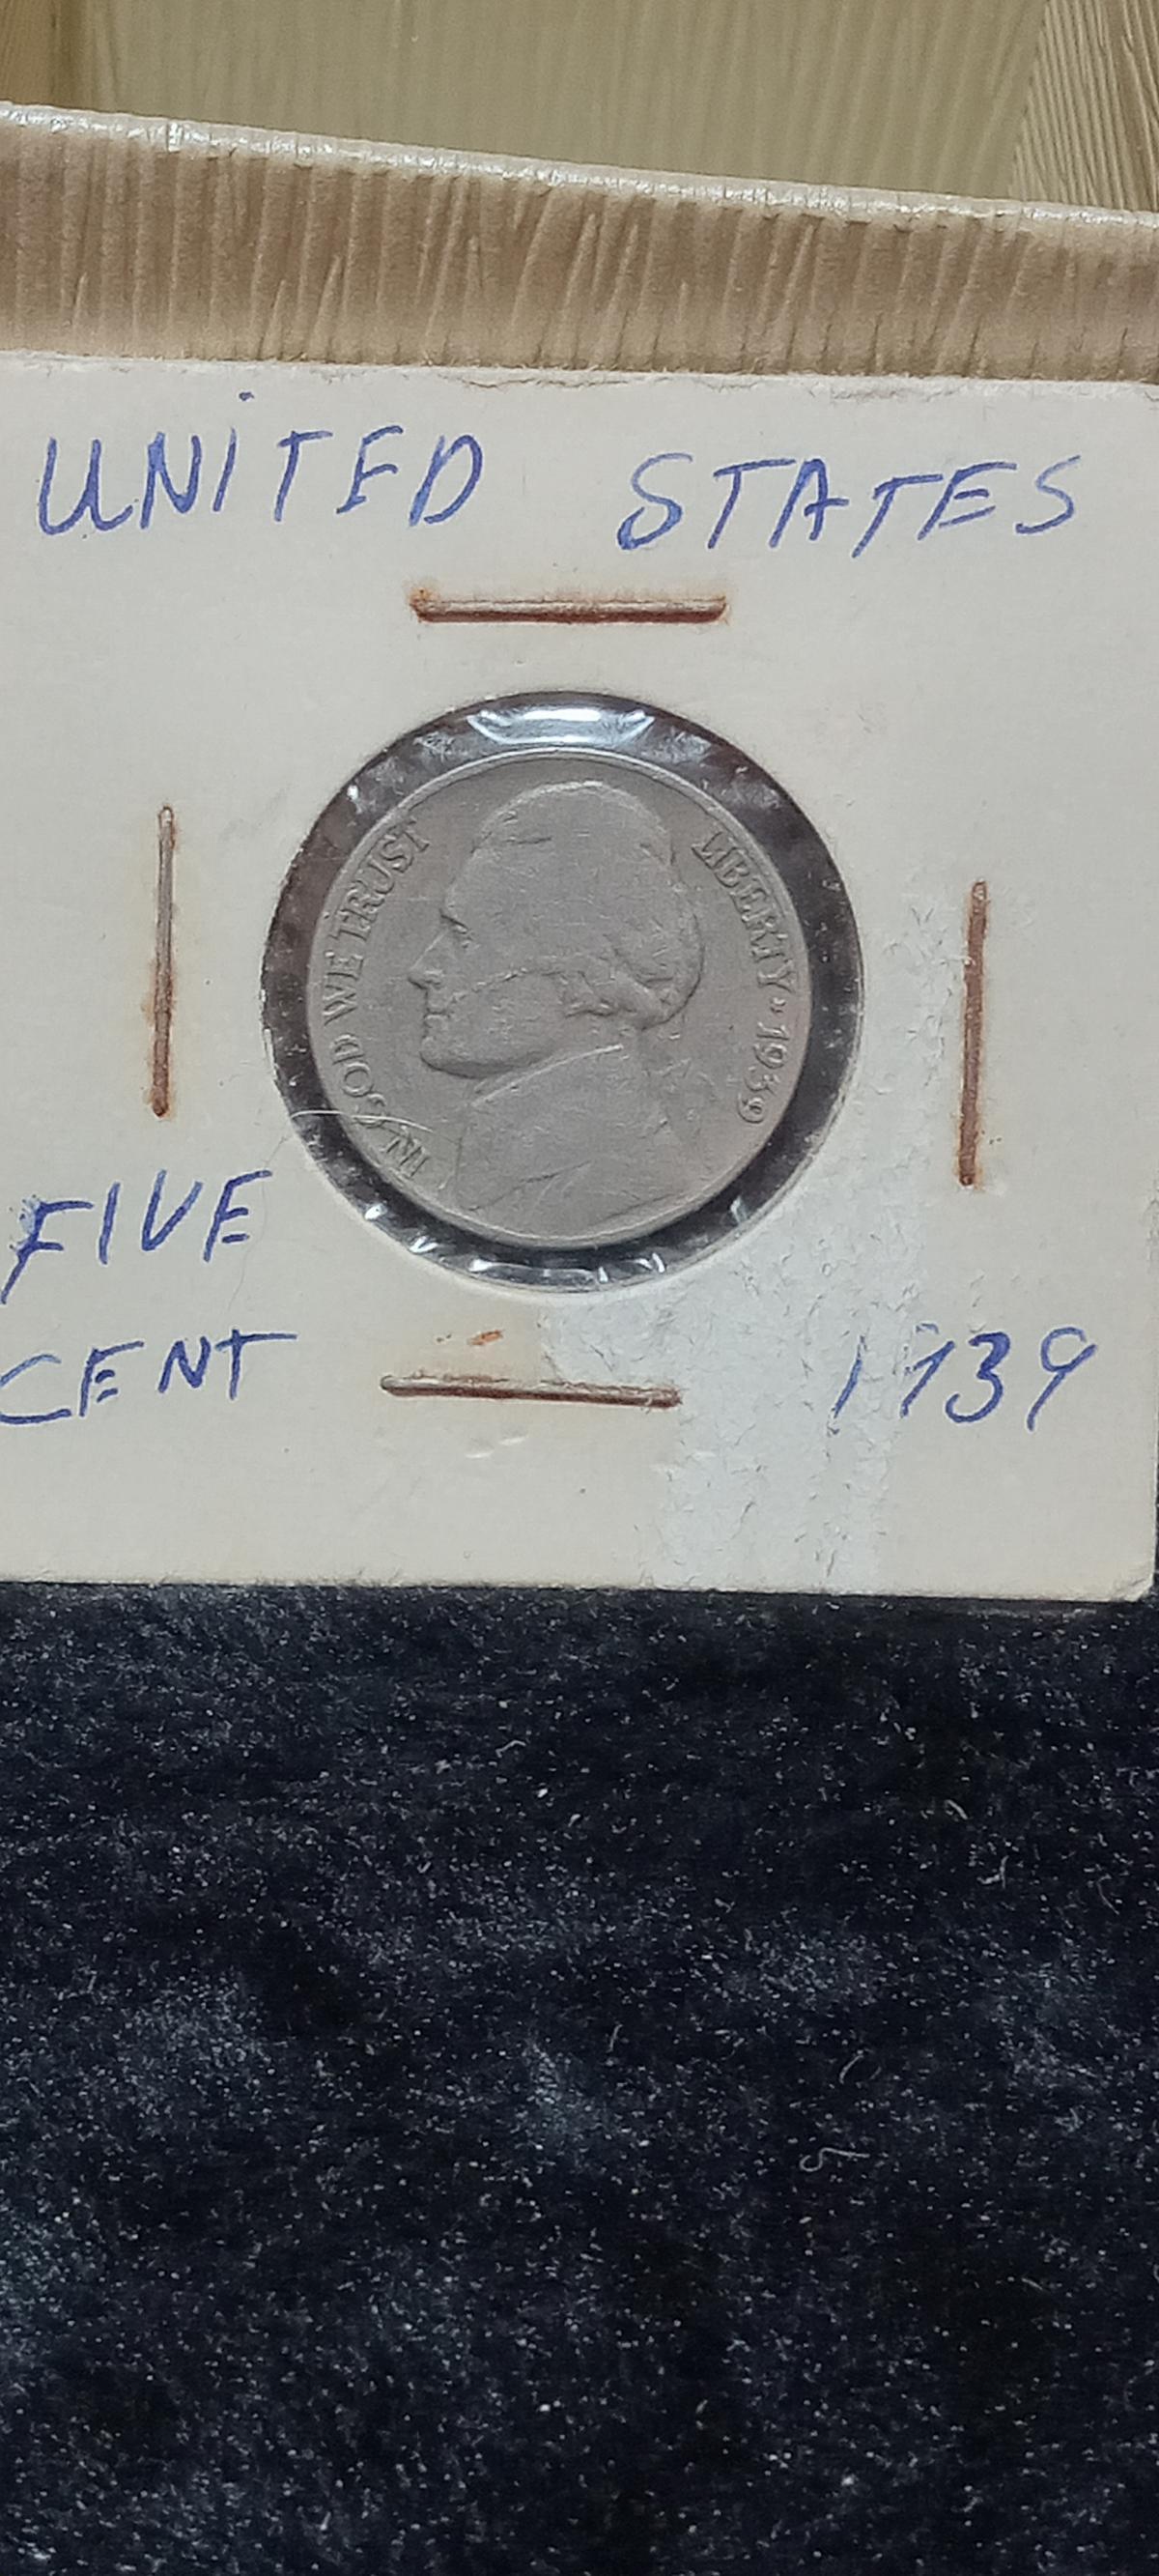 UNiTED STATES
IN GOD WE TRUST
LIBERTY * 1939
FIVE
CENT
1939